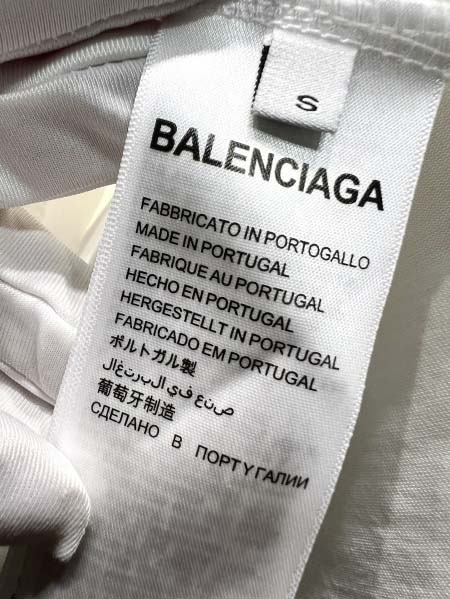 S
BALENCIAGA
FABBRICATO IN PORTOGALLO
MADE IN PORTUGAL
FABRIQUE AU PORTUGAL
HECHO EN PORTUGAL
HERGESTELLT IN PORTUGAL
FABRICADO EM PORTUGAL
ポルトガル製
صنع في البرتغال
葡萄牙制造
СДЕЛАНО В ПОРТУГАЛИИ